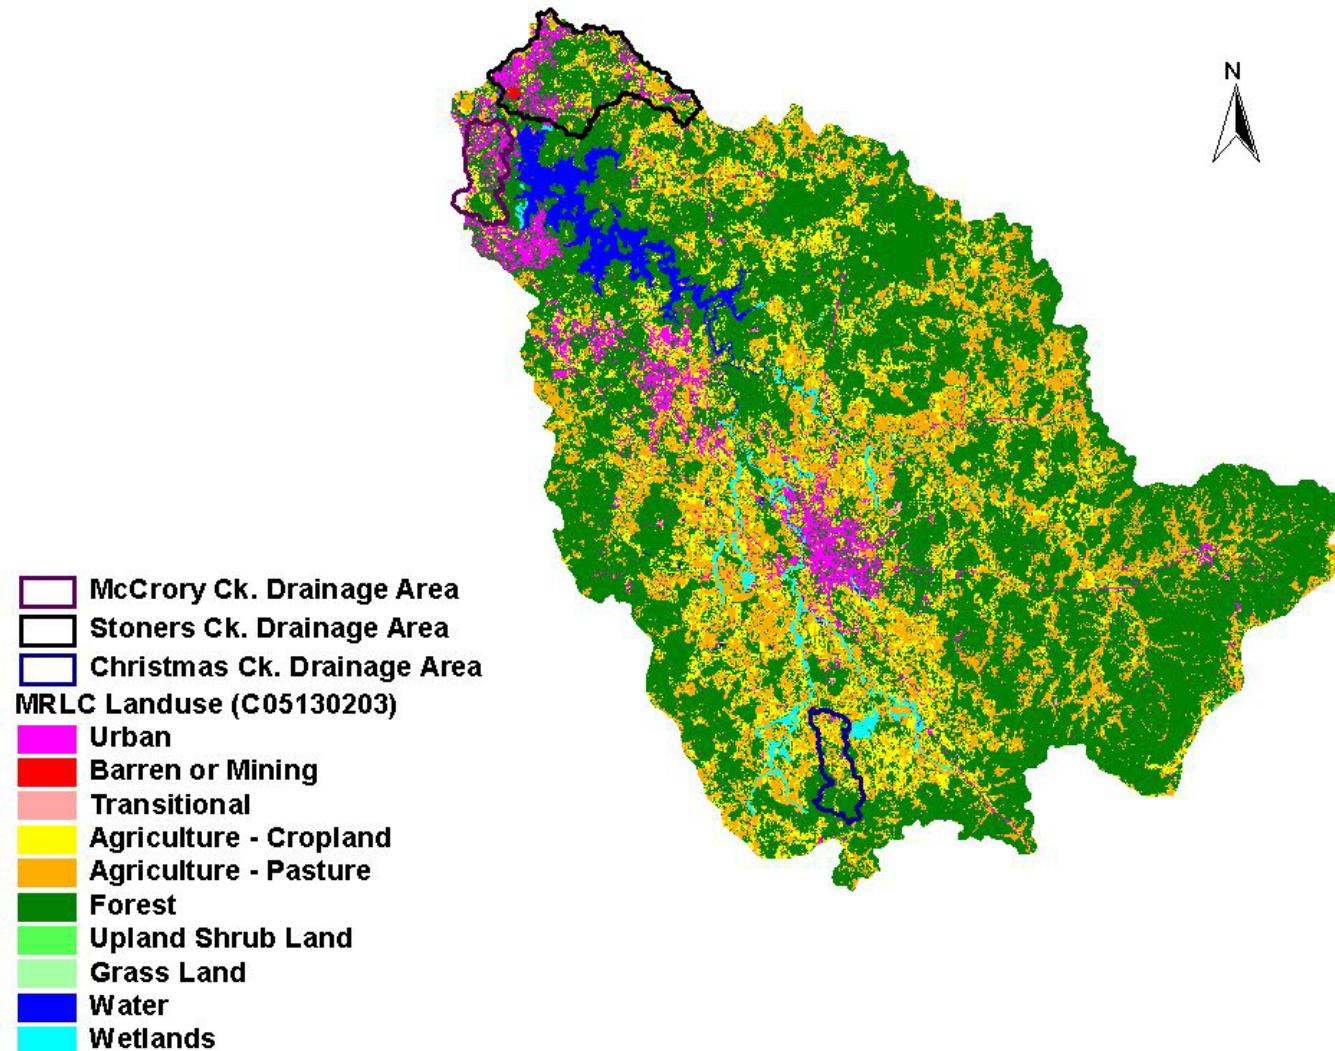 N
McCrory Ck. Drainage Area
Stoners Ck. Drainage Area
Christmas Ck. Drainage Area
MRLC Landuse (C05130203)
Urban
Barren or Mining
Transitional
Agriculture - Cropland
Agriculture - Pasture
Forest
Upland Shrub Land
Grass Land
Water
Wetlands